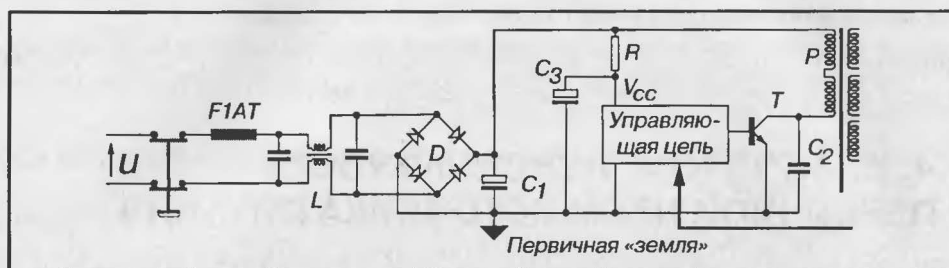 F1AT
U
L
D
C1
C3
R
VCC
Управляю-
щая цепь
T
P
C2
Первичная «земля»